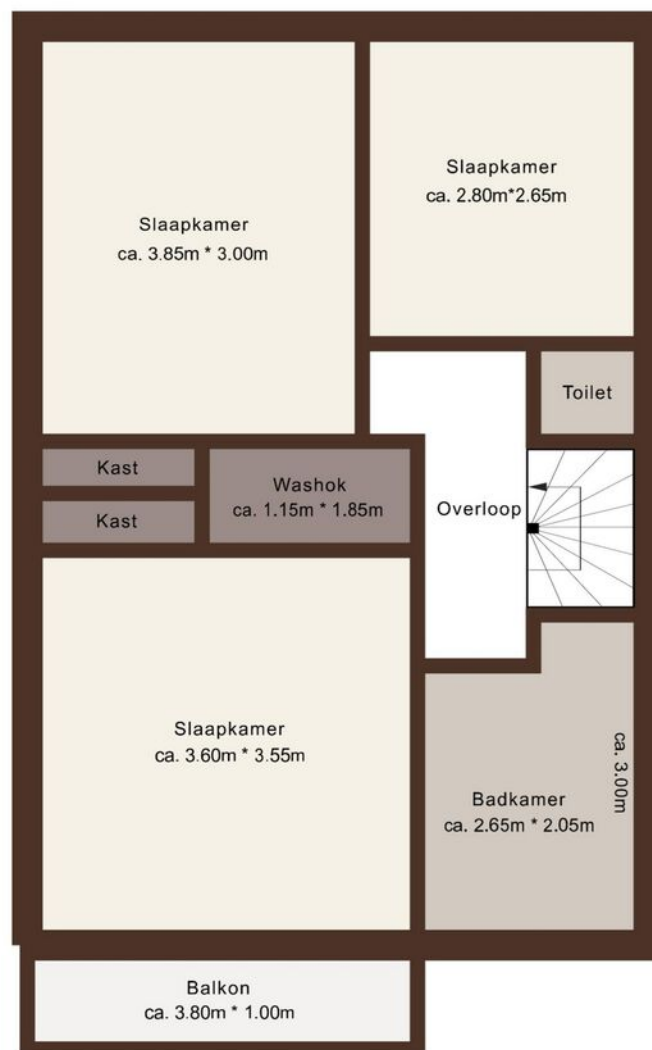 Slaapkamer
ca. 2.80m*2.65m
Slaapkamer
ca. 3.85m * 3.00m
Toilet
Kast
Washok
ca. 1.15m * 1.85m
Kast
Overloop
Slaapkamer
ca. 3.60m * 3.55m
ca. 3.00m
Badkamer
ca. 2.65m * 2.05m
Balkon
ca. 3.80m * 1.00m